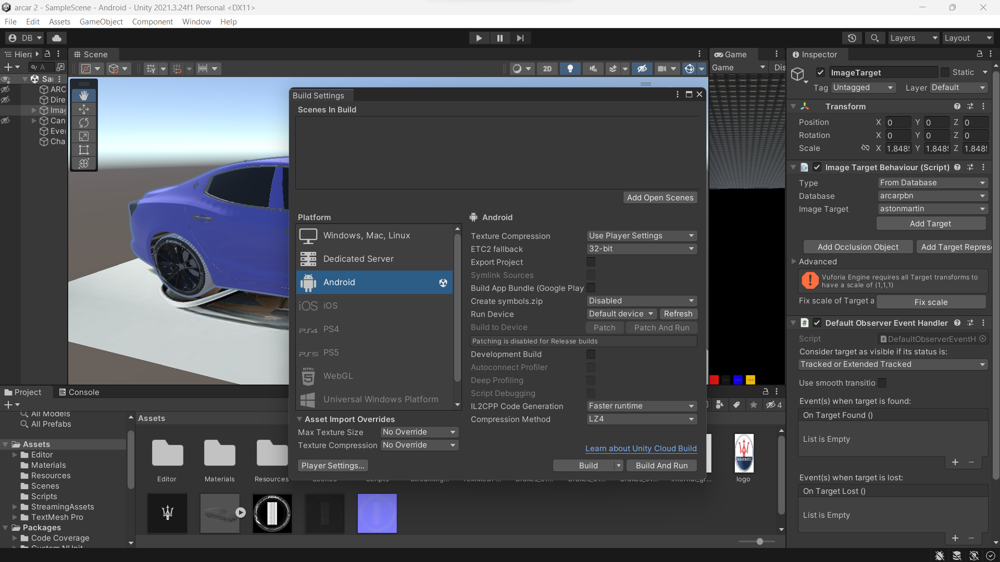 arcar 2 - SampleScene - Android - Unity 2021.3.24f1 Personal <DX11>
File Edit Assets GameObject Component Window Help
DB Layers Layout
Hiera Scene Game Inspector
A 2D Game Dis ImageTarget Static
Tag Untagged Layer Default
Sai
ARC
Dire
Imag
Can
Eve
Cha
Build Settings
Scenes In Build
Add Open Scenes
Platform
Windows, Mac, Linux
Dedicated Server
Android
iOS iOS
PS4 PS4
PS5 PS5
HTML 5 WebGL
Universal Windows Platform
Asset Import Overrides
Max Texture Size No Override
Texture Compression No Override
Player Settings...
Android
Texture Compression Use Player Settings
ETC2 fallback 32-bit
Export Project
Symlink Sources
Build App Bundle (Google Play
Create symbols.zip Disabled
Run Device Default device Refresh
Build to Device Patch Patch And Run
Patching is disabled for Release builds
Development Build
Autoconnect Profiler
Deep Profiling
Script Debugging
IL2CPP Code Generation Faster runtime
Compression Method LZ4
Learn about Unity Cloud Build
Build Build And Run
Transform
Position X 0 Y 0 Z 0
Rotation X 0 Y 0 Z 0
Scale X 1.848 Y 1.848 Z 1.848
Image Target Behaviour (Script)
Type From Database
Database arcarpbn
Image Target astonmartin
Add Target
Add Occlusion Object Add Target Repres
Advanced
Vuforia Engine requires all Target transforms to
have a scale of (1,1,1)
Fix scale of Target a Fix scale
Default Observer Event Handler
Script DefaultObserverEventH
Consider target as visible if its status is:
Tracked or Extended Tracked
Use smooth transitio
Event(s) when target is found:
On Target Found ()
List is Empty
Event(s) when target is lost:
On Target Lost ()
List is Empty
Project Console
4
All Models
All Prefabs
Assets
Editor
Materials
Resources
Scenes
Scripts
StreamingAssets
TextMesh Pro
Packages
Code Coverage
Custom NUnit
Assets
Editor Materials Resources Scenes Scripts Streaming... TextMesh ... Brakes_01... Brakes_01... Brakes_01... internal_gr... logo
MASERATI